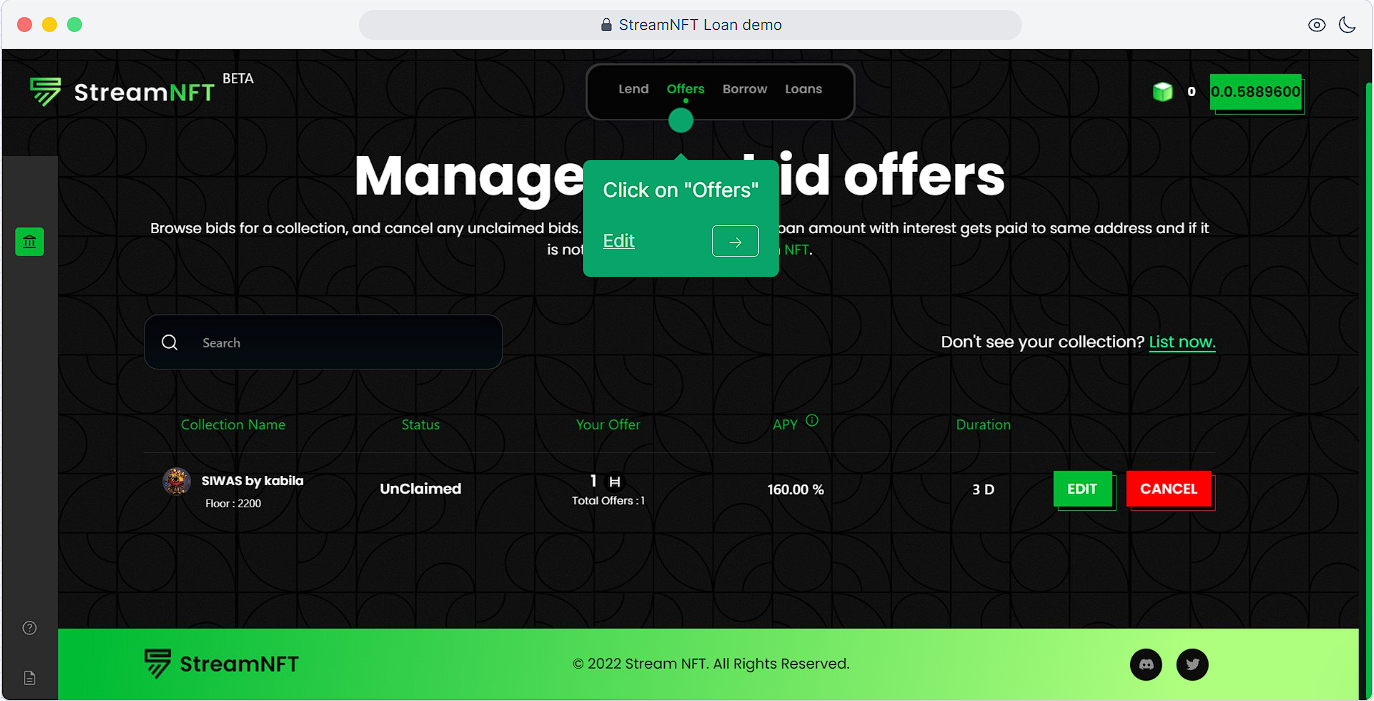 StreamNFT Loan demo
StreamNFT BETA
Lend Offers Borrow Loans
0
0.0.5889600
Manage bid offers
Click on "Offers"
Edit
Browse bids for a collection, and cancel any unclaimed bids. loan amount with interest gets paid to same address and if it
is not NFT.
Search
Don't see your collection? List now.
Collection Name Status Your Offer APY Duration
SIWAS by kabila
Floor : 2200
UnClaimed
1 H
Total Offers : 1
160.00 %
3 D
EDIT
CANCEL
StreamNFT
© 2022 Stream NFT. All Rights Reserved.